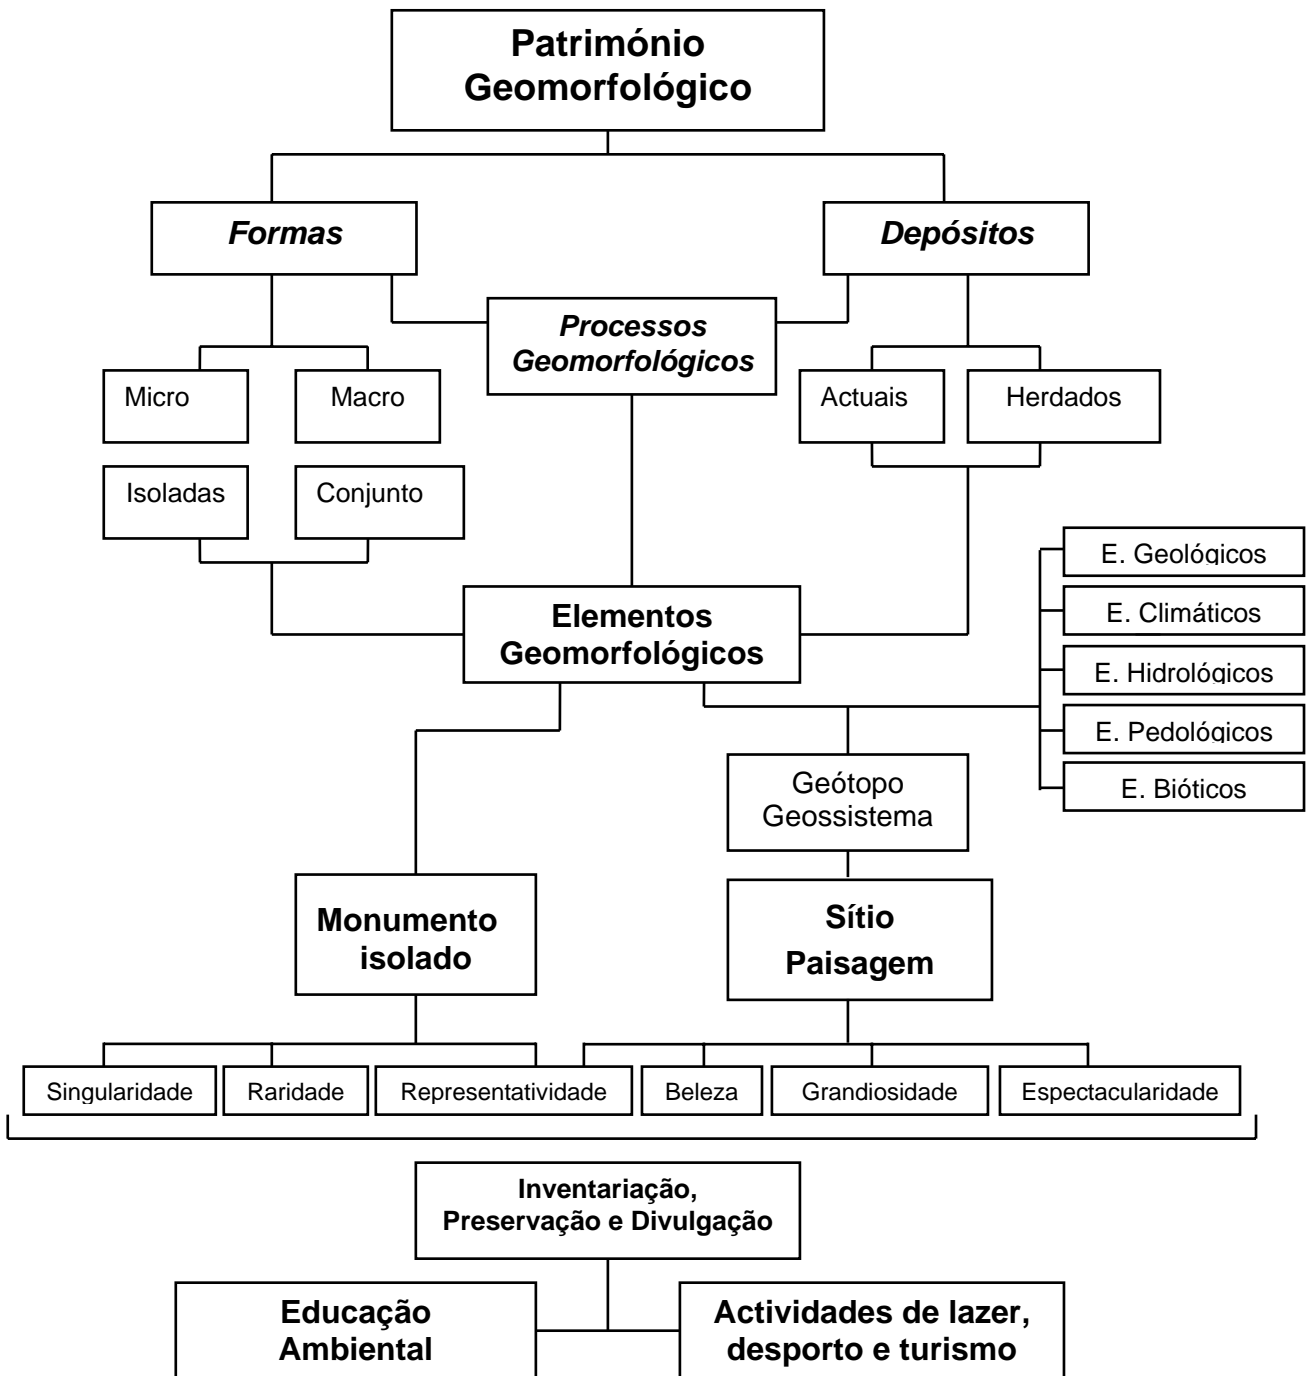 Património
Geomorfológico
Formas
Depósitos
Processos
Geomorfológicos
Micro
Macro
Actuais
Herdados
Isoladas
Conjunto
E. Geológicos
E. Climáticos
E. Hidrológicos
E. Pedológicos
E. Bióticos
Elementos
Geomorfológicos
Geótopo
Geossistema
Monumento
isolado
Sítio
Paisagem
Singularidade
Raridade
Representatividade
Beleza
Grandiosidade
Espectacularidade
Inventariação,
Preservação e Divulgação
Educação
Ambiental
Actividades de lazer,
desporto e turismo